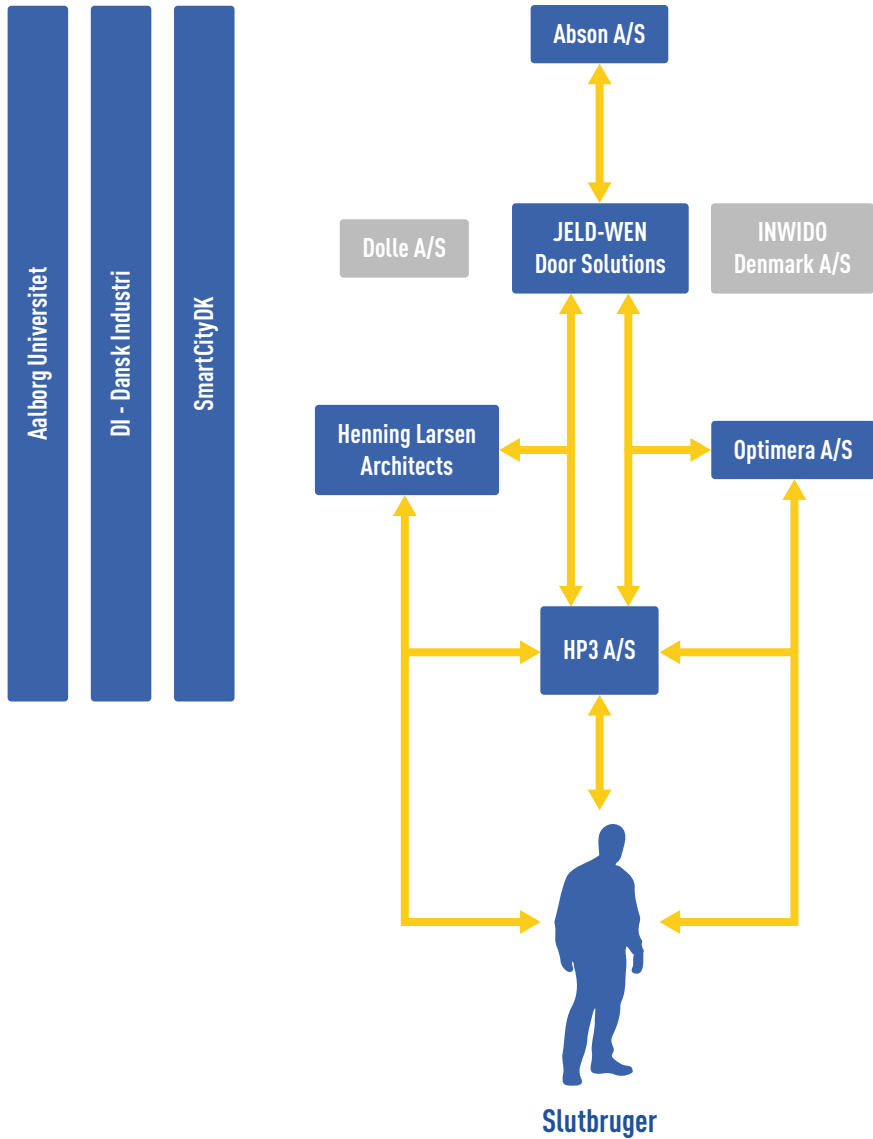 Aalborg Universitet
DI - Dansk Industri
SmartCityDK
Abson A/S
Dolle A/S
JELD-WEN
Door Solutions
INWIDO
Denmark A/S
Henning Larsen
Architects
Optimera A/S
HP3 A/S
Slutbruger